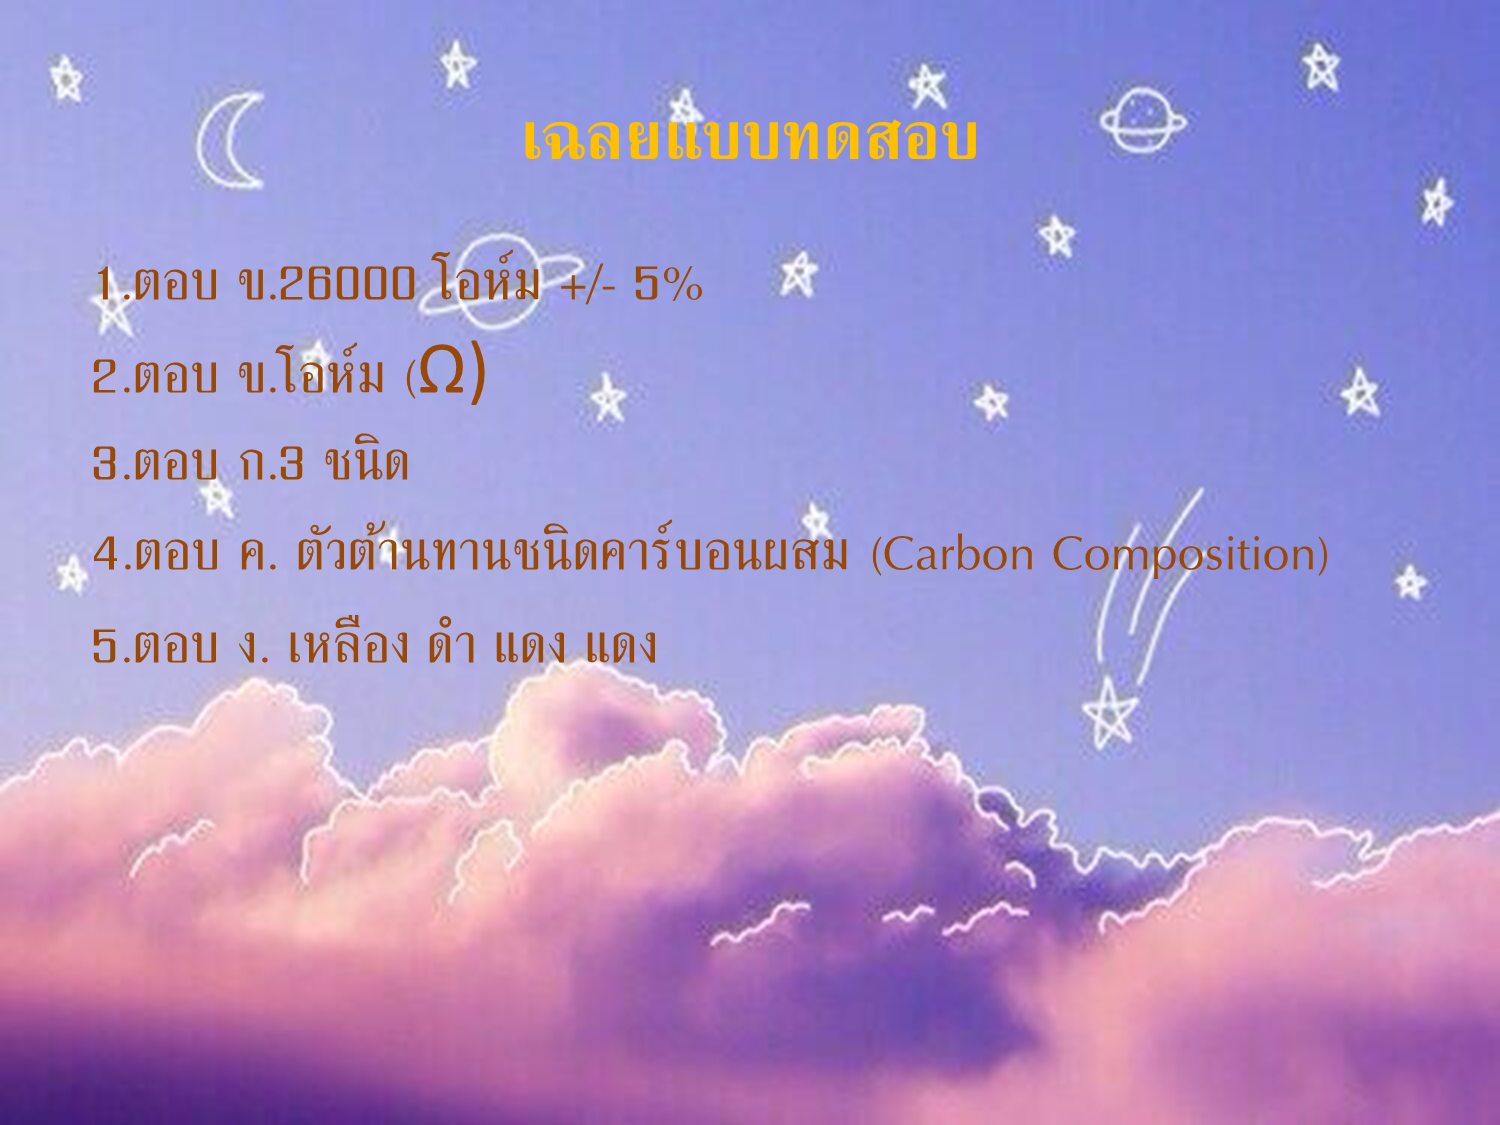 เฉลยแบบทดสอบ
1.ตอบ ข.26000 โอห์ม +/- 5%
2.ตอบ ข.โอห์ม (Ω)
3.ตอบ ก.3 ชนิด
4.ตอบ ค. ตัวต้านทานชนิดคาร์บอนผสม (Carbon Composition)
5.ตอบ ง. เหลือง ดำ แดง แดง